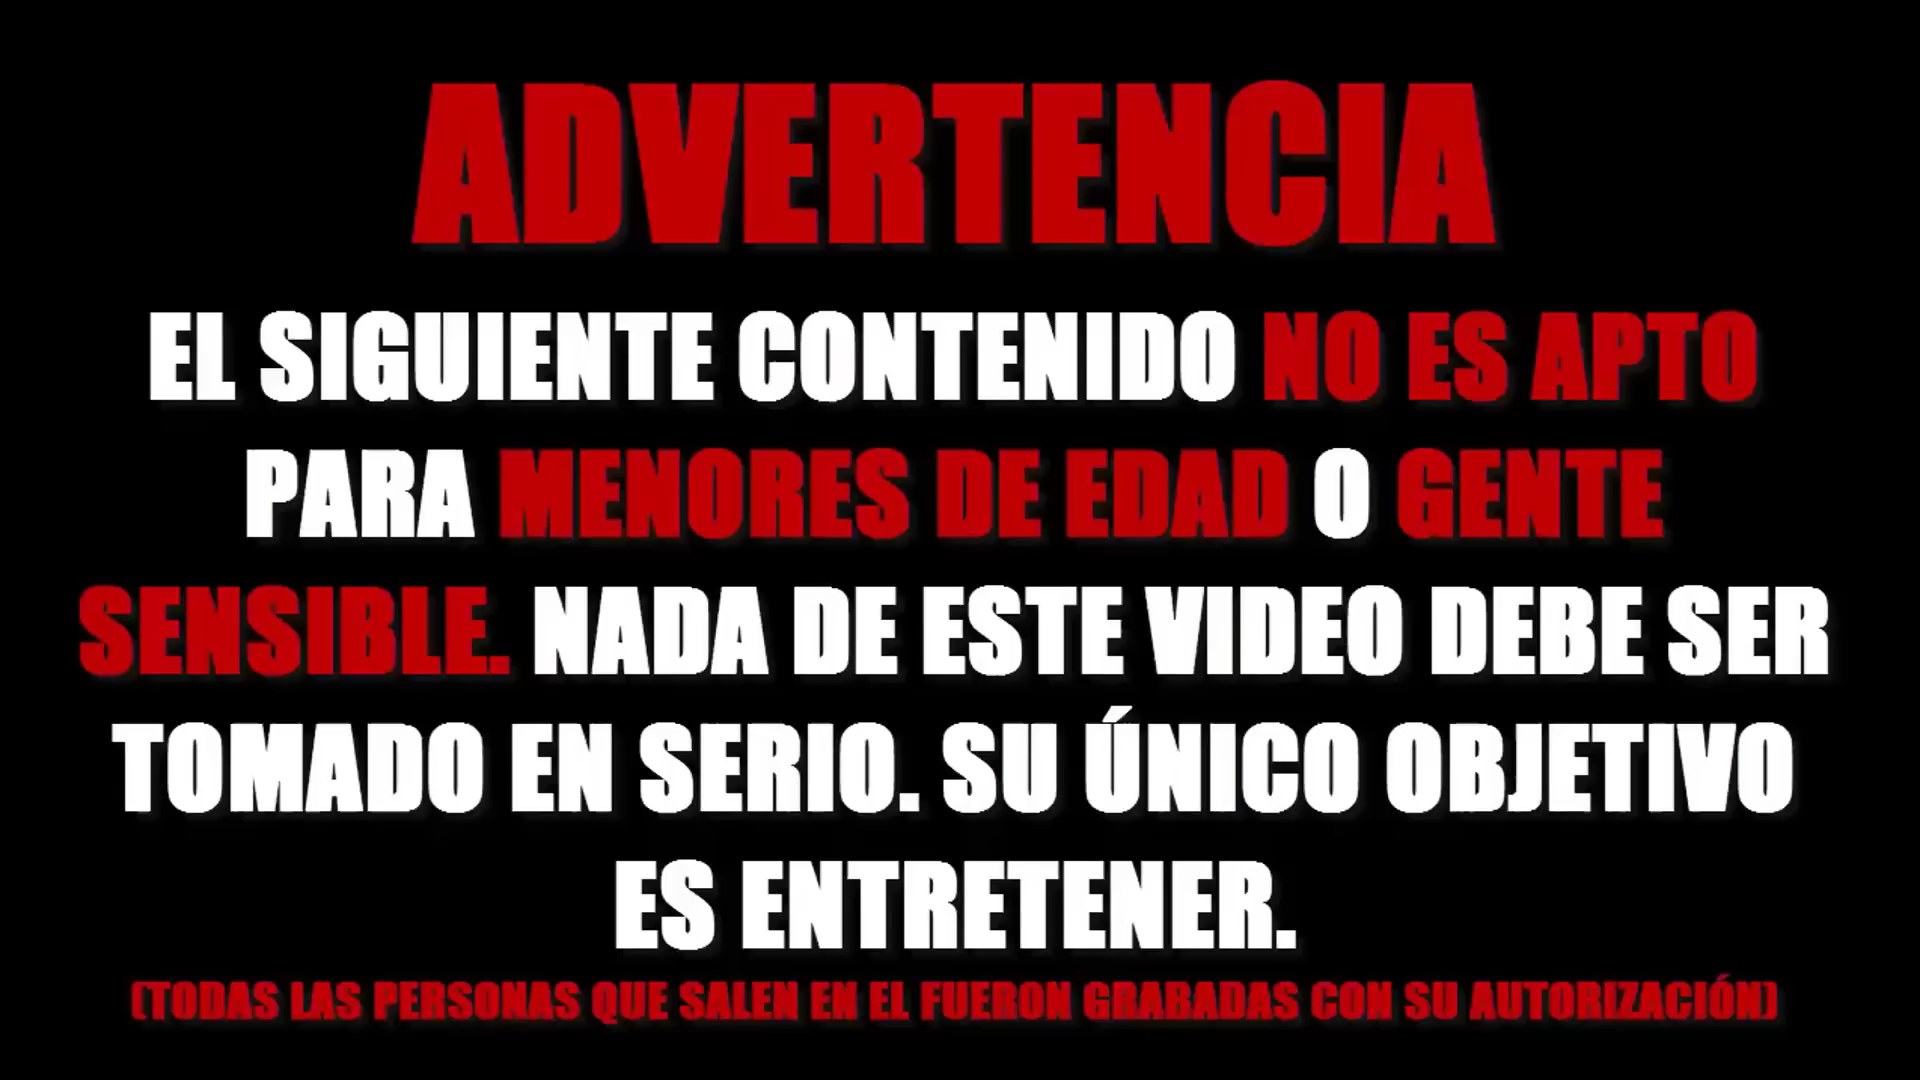 ADVERTENCIA
EL SIGUIENTE CONTENIDO NO ES APTO
PARA MENORES DE EDAD O GENTE
SENSIBLE. NADA DE ESTE VIDEO DEBE SER
TOMADO EN SERIO. SU ÚNICO OBJETIVO
ES ENTRETENER.
(TODAS LAS PERSONAS QUE SALEN EN EL FUERON GRABADAS CON SU AUTORIZACIÓN)